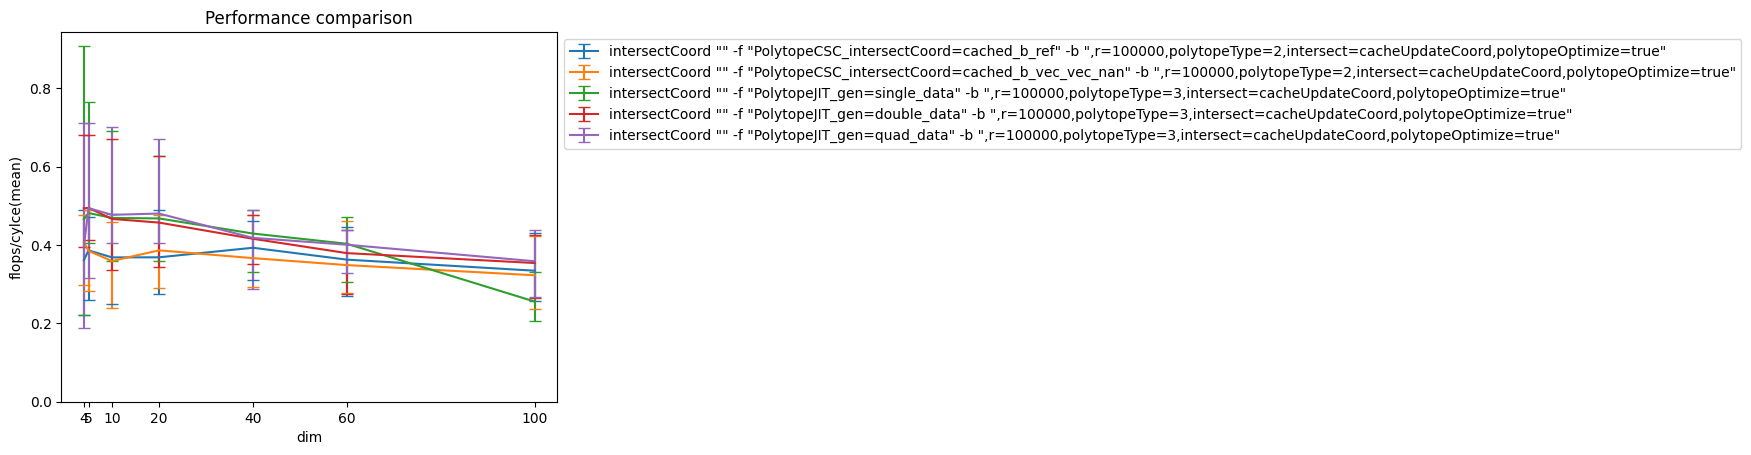 Performance comparison
flops/cylce(mean)
0.8
0.6
0.4
0.2
0.0
4 5 10 20 40 60 100
dim
intersectCoord "" -f "PolytopeCSC_intersectCoord=cached_b_ref" -b ",r=100000,polytopeType=2,intersect=cacheUpdateCoord,polytopeOptimize=true"
intersectCoord "" -f "PolytopeCSC_intersectCoord=cached_b_vec_vec_nan" -b ",r=100000,polytopeType=2,intersect=cacheUpdateCoord,polytopeOptimize=true"
intersectCoord "" -f "PolytopeJIT_gen=single_data" -b ",r=100000,polytopeType=3,intersect=cacheUpdateCoord,polytopeOptimize=true"
intersectCoord "" -f "PolytopeJIT_gen=double_data" -b ",r=100000,polytopeType=3,intersect=cacheUpdateCoord,polytopeOptimize=true"
intersectCoord "" -f "PolytopeJIT_gen=quad_data" -b ",r=100000,polytopeType=3,intersect=cacheUpdateCoord,polytopeOptimize=true"